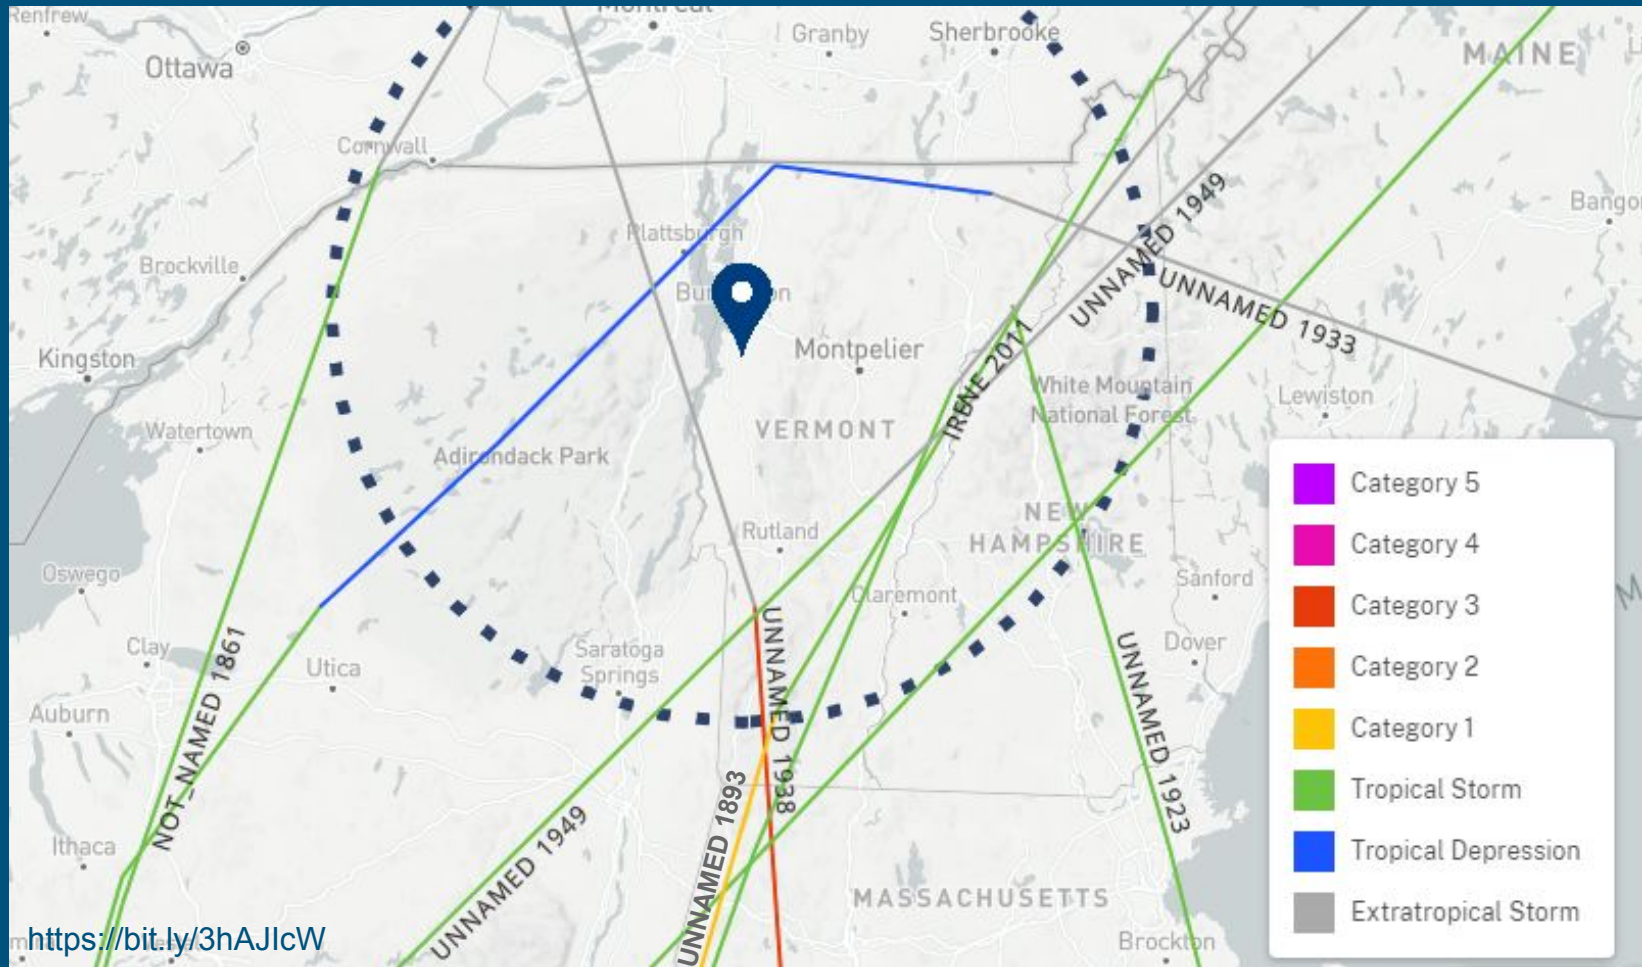 Renfrew
Montreal
Granby
Sherbrooke
MAINE
Ottawa
Cornwall
UNNAMED 1949
Bangor
Plattsburgh
Brockville
UNNAMED 1933
Kingston
Montpelier
IRENE 2011
White Mountain
National Forest
Lewiston
Watertown
VERMONT
Adirondack Park
Category 5
NEW
HAMPSHIRE
Rutland
Category 4
Oswego
Sanford
Claremont
Category 3
Clay
Utica
Saratoga
Springs
Dover
Category 2
NOT_NAMED 1861
UNNAMED 1938
UNNAMED 1923
Auburn
Category 1
UNNAMED 1893
Tropical Storm
Ithaca
UNNAMED 1949
Tropical Depression
MASSACHUSETTS
Extratropical Storm
https://bit.ly/3hAJIcW
Brockton